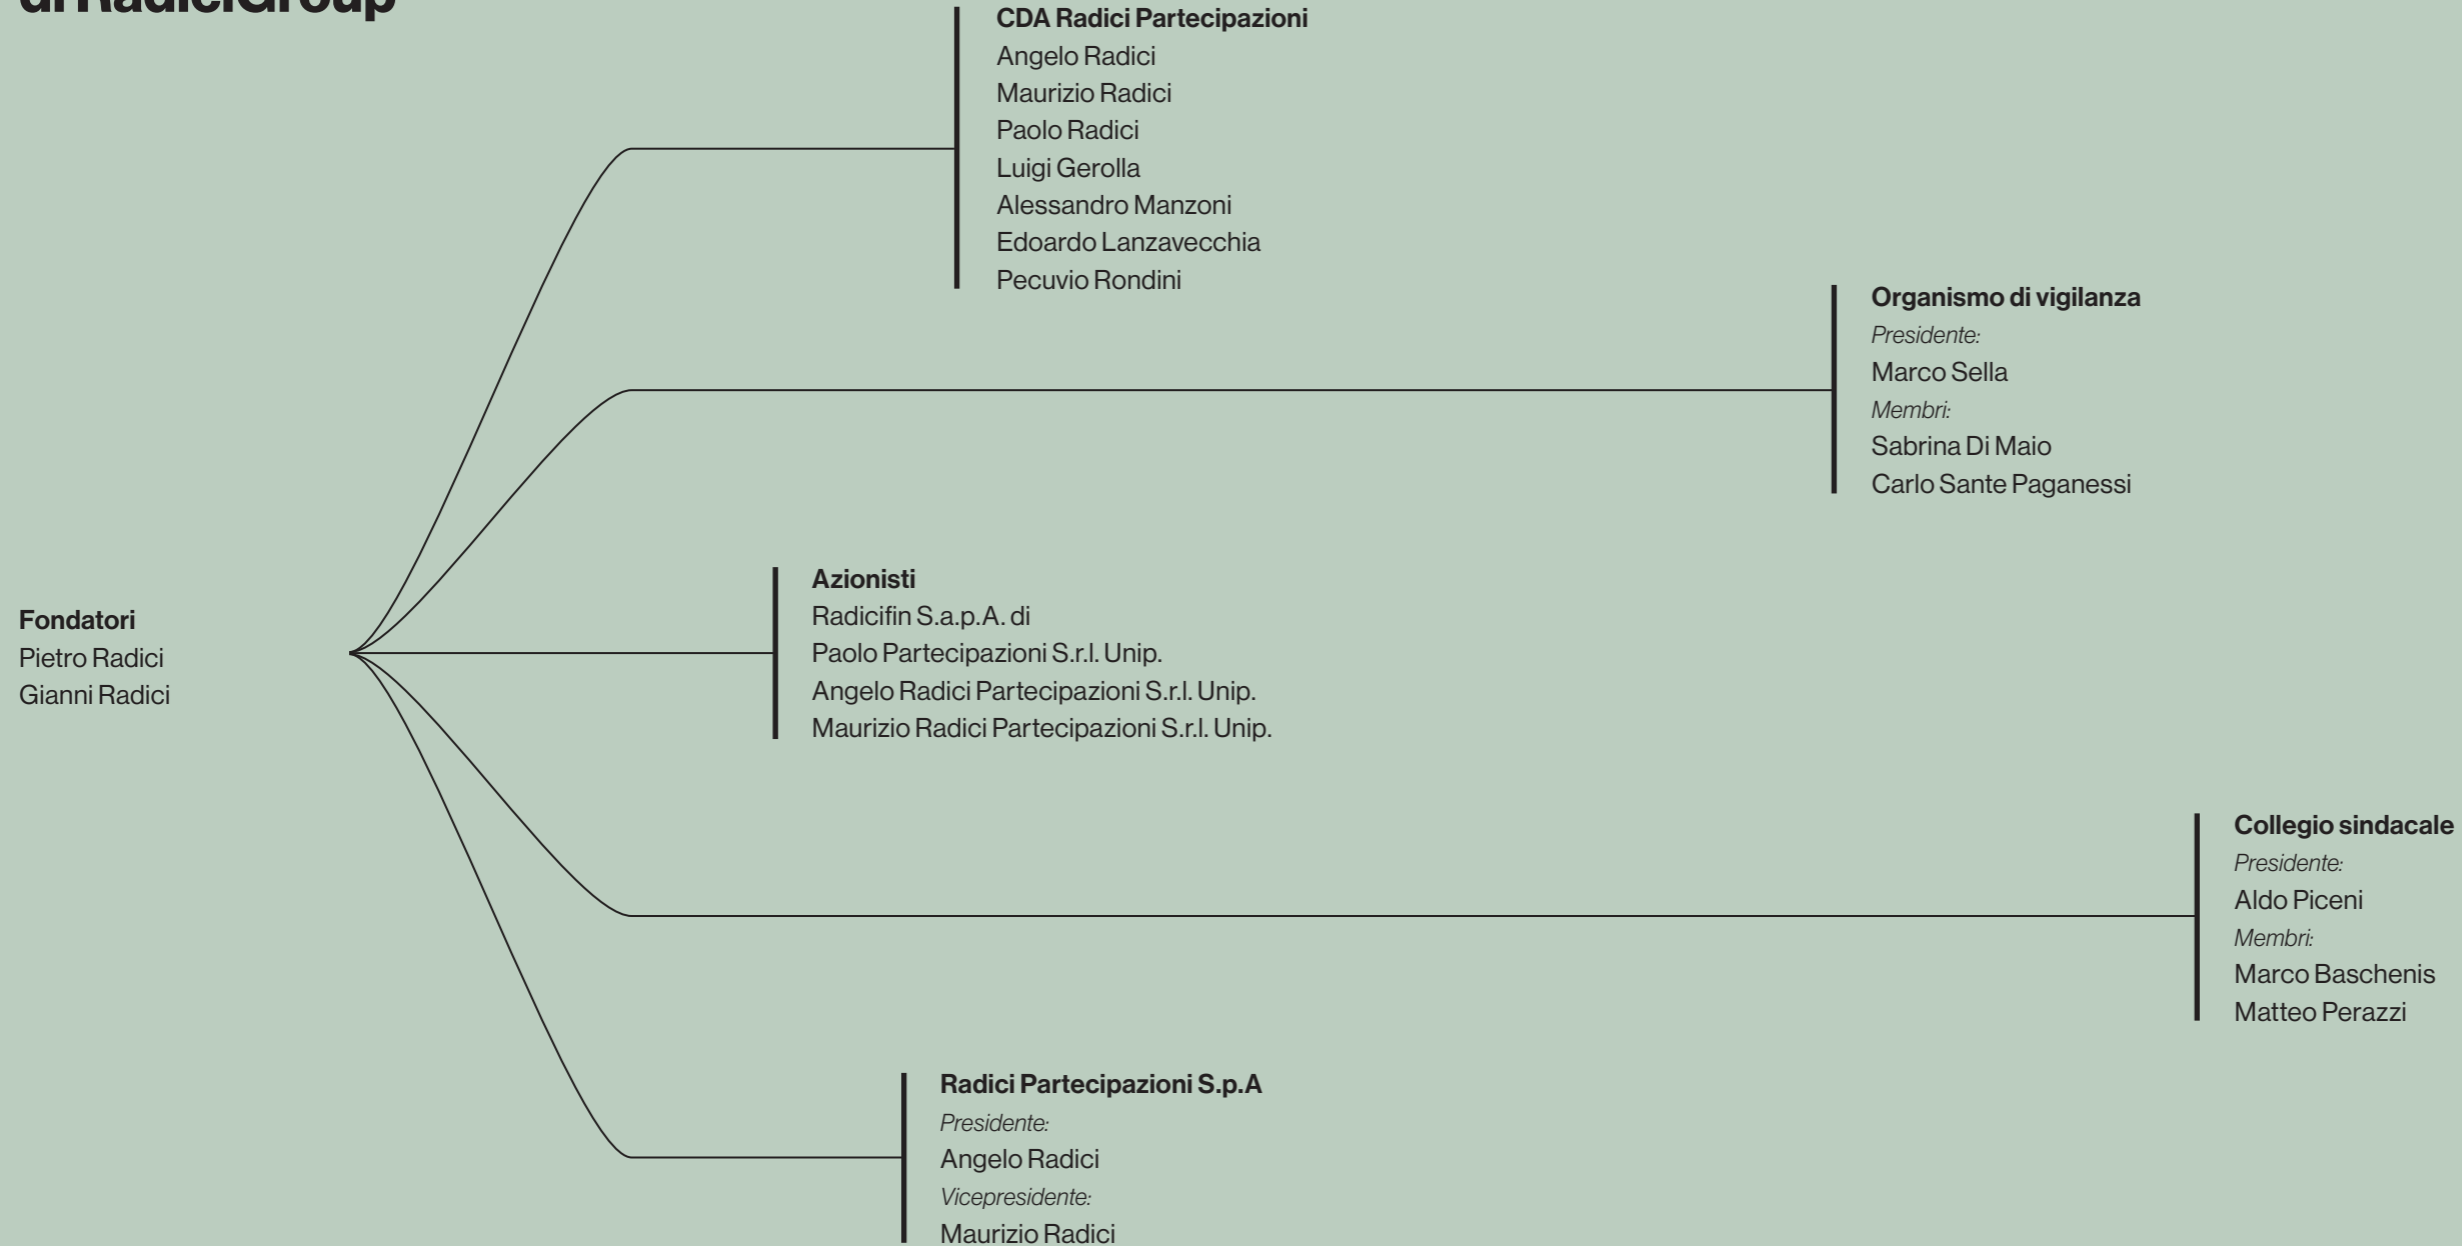 di RadiciGroup
CDA Radici Partecipazioni
Angelo Radici
Maurizio Radici
Paolo Radici
Luigi Gerolla
Alessandro Manzoni
Edoardo Lanzavecchia
Pecuvio Rondini
Organismo di vigilanza
Presidente:
Marco Sella
Membri:
Sabrina Di Maio
Carlo Sante Paganessi
Fondatori
Pietro Radici
Gianni Radici
Azionisti
Radicifin S.a.p.A. di
Paolo Partecipazioni S.r.l. Unip.
Angelo Radici Partecipazioni S.r.l. Unip.
Maurizio Radici Partecipazioni S.r.l. Unip.
Collegio sindacale
Presidente:
Aldo Piceni
Membri:
Marco Baschenis
Matteo Perazzi
Radici Partecipazioni S.p.A
Presidente:
Angelo Radici
Vicepresidente:
Maurizio Radici